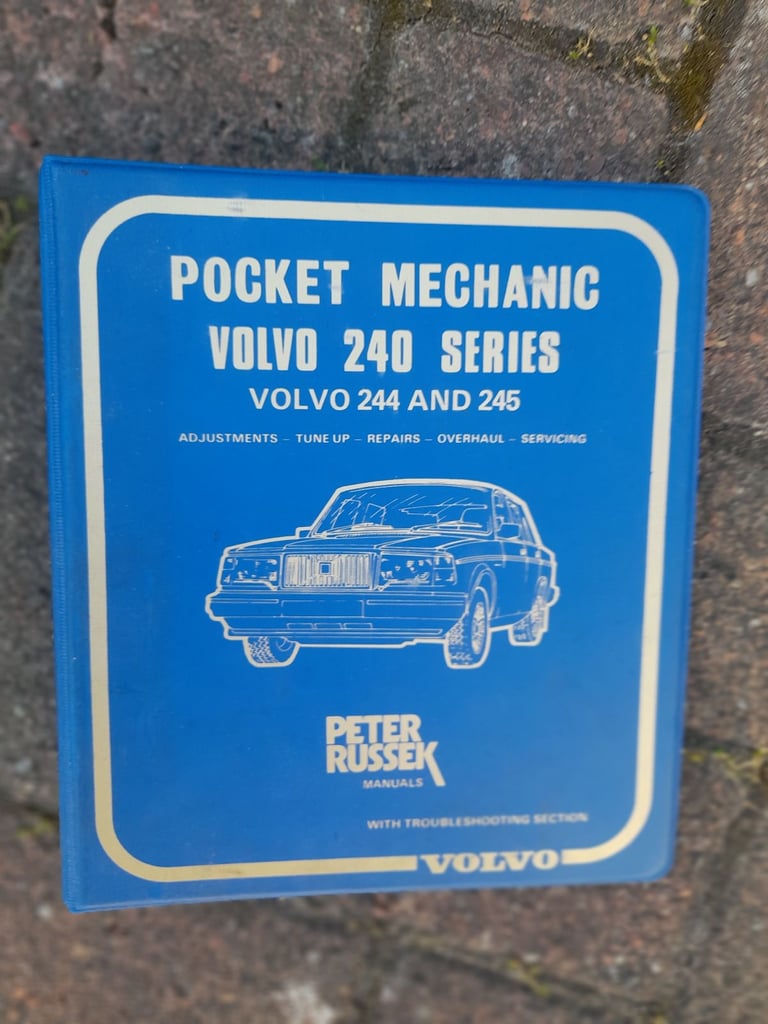 POCKET MECHANIC
VOLVO 240 SERIES
VOLVO 244 AND 245
ADJUSTMENTS – TUNE UP – REPAIRS – OVERHAUL – SERVICING
PETER
RUSSEK
MANUALS
WITH TROUBLESHOOTING SECTION
VOLVO